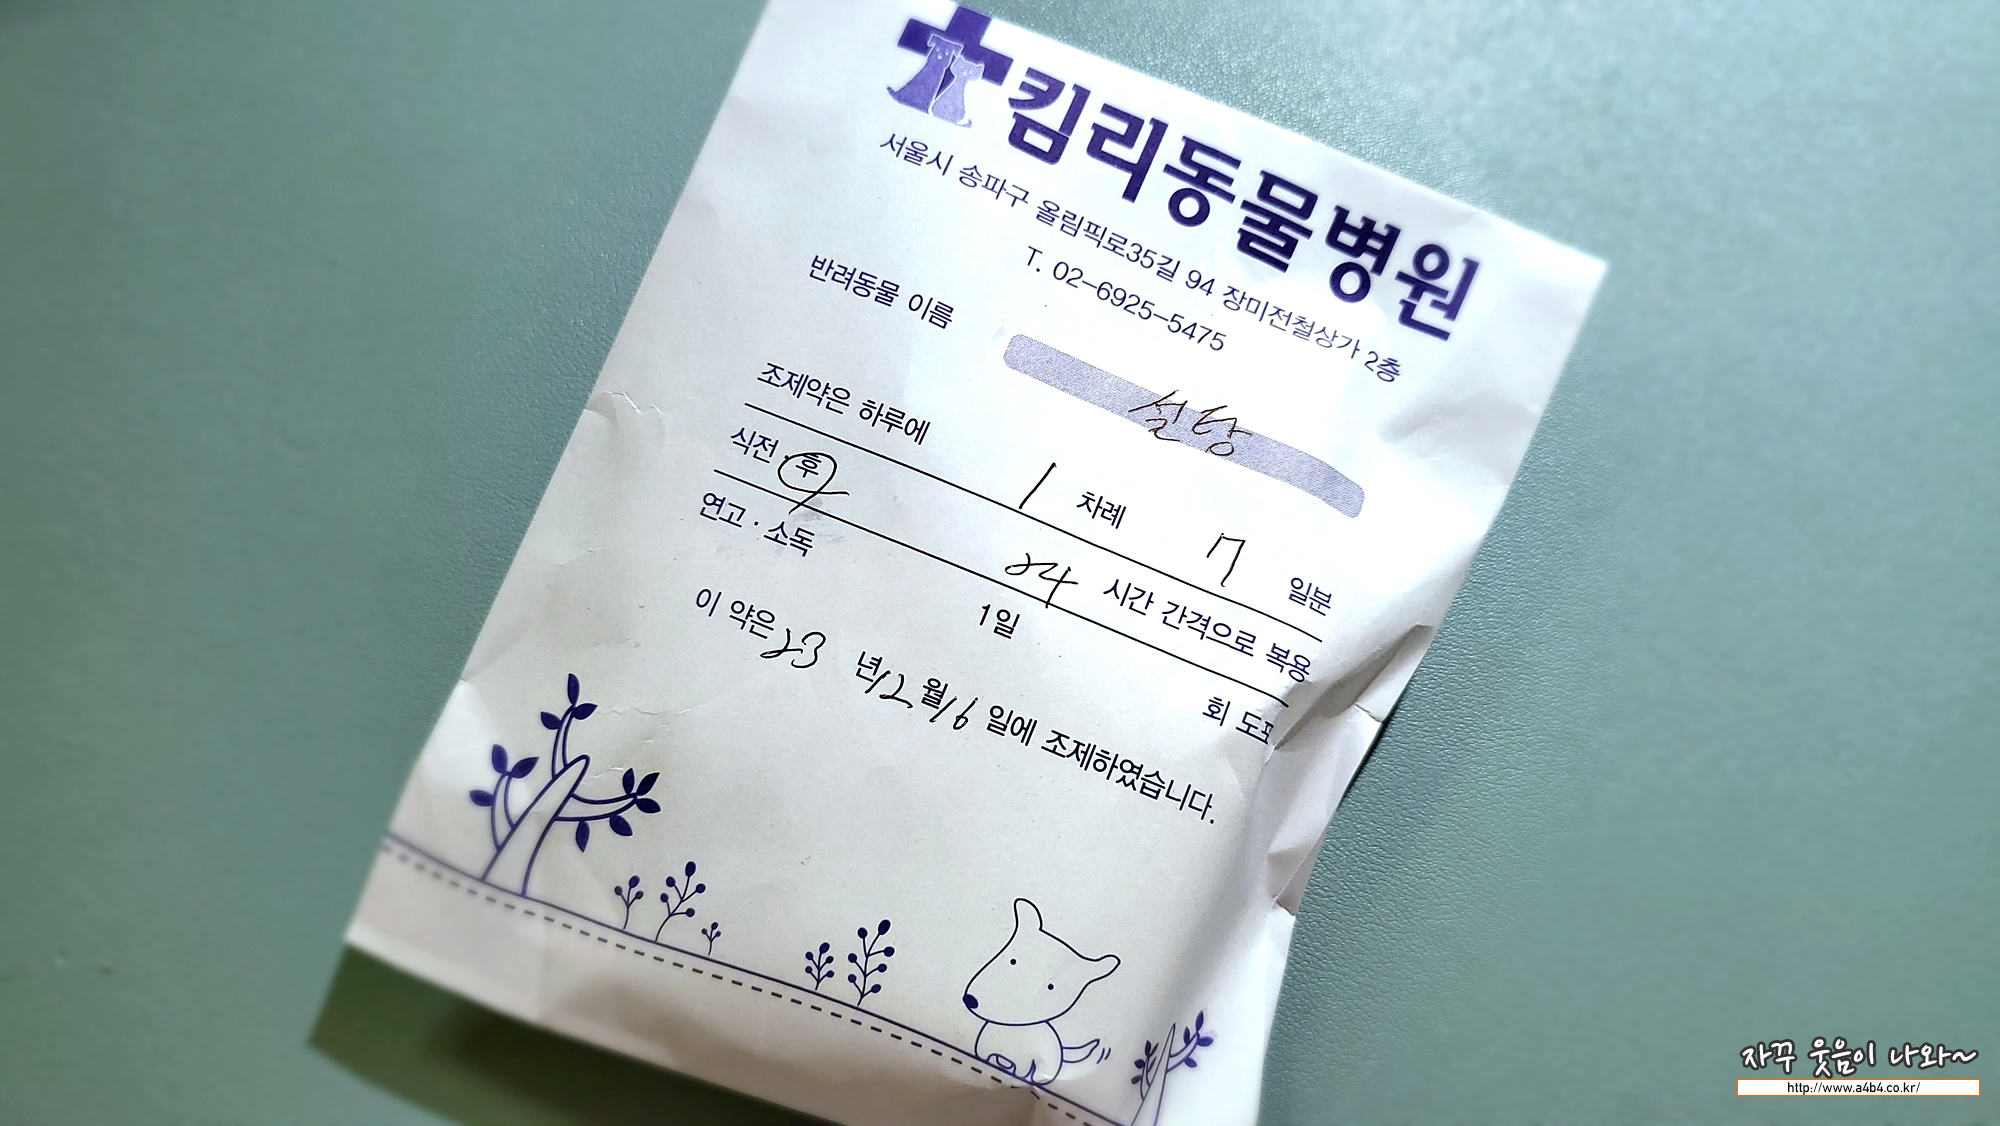 킴리동물병원
서울시 송파구 올림픽로35길 94 장미전철상가 2층
T. 02-6925-5475
반려동물 이름 설탕
조제약은 하루에 1 차례 7 일분
식전 · 후 24 시간 간격으로 복용
연고 · 소독 1일 회 도포
이 약은 23 년 12 월 19 일에 조제하였습니다.
자꾸 웃음이 나와~
http://www.a4b4.co.kr/